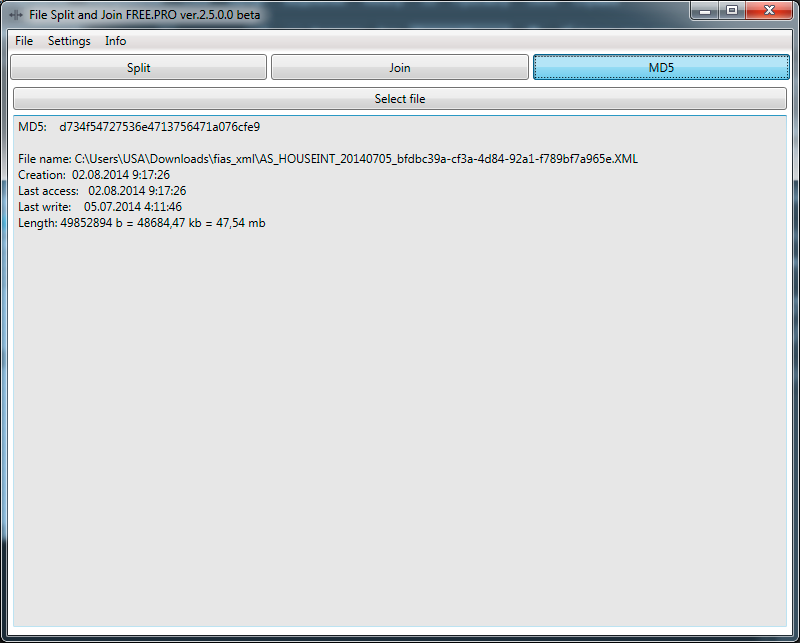 File Split and Join FREE.PRO ver.2.5.0.0 beta
File Settings Info
Split Join MD5
Select file
MD5: d734f54727536e4713756471a076cfe9
File name: C:\Users\USA\Downloads\fias_xml\AS_HOUSEINT_20140705_bfdbc39a-cf3a-4d84-92a1-f789bf7a965e.XML
Creation: 02.08.2014 9:17:26
Last access: 02.08.2014 9:17:26
Last write: 05.07.2014 4:11:46
Length: 49852894 b = 48684,47 kb = 47,54 mb